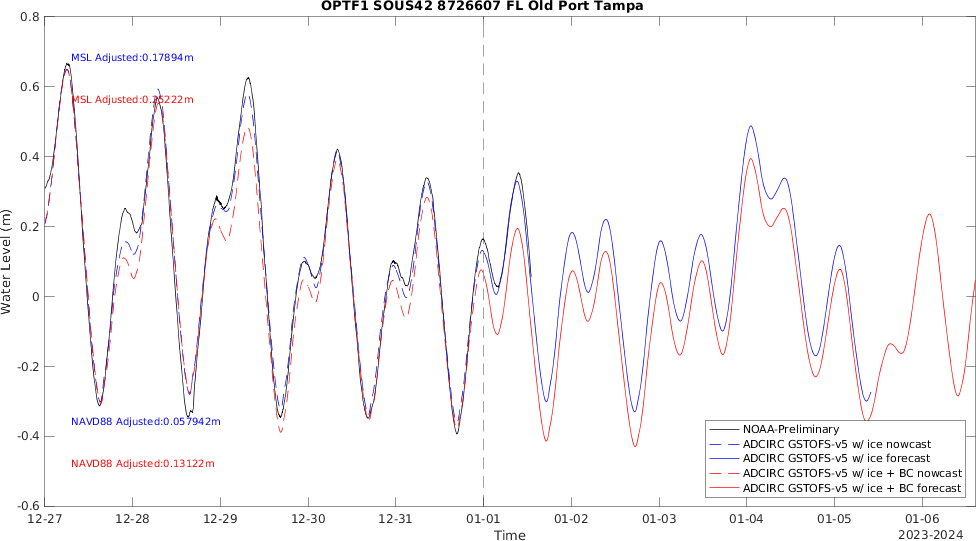 OPTF1 SOUS42 8726607 FL Old Port Tampa
0.8
0.6
0.4
0.2
0
-0.2
-0.4
-0.6
Water Level (m)
MSL Adjusted:0.17894m
MSL Adjusted:0.25222m
NAVD88 Adjusted:0.057942m
NAVD88 Adjusted:0.13122m
NOAA-Preliminary
ADCIRC GSTOFS-v5 w/ ice nowcast
ADCIRC GSTOFS-v5 w/ ice forecast
ADCIRC GSTOFS-v5 w/ ice + BC nowcast
ADCIRC GSTOFS-v5 w/ ice + BC forecast
12-27 12-28 12-29 12-30 12-31 01-01 01-02 01-03 01-04 01-05 01-06
Time
2023-2024